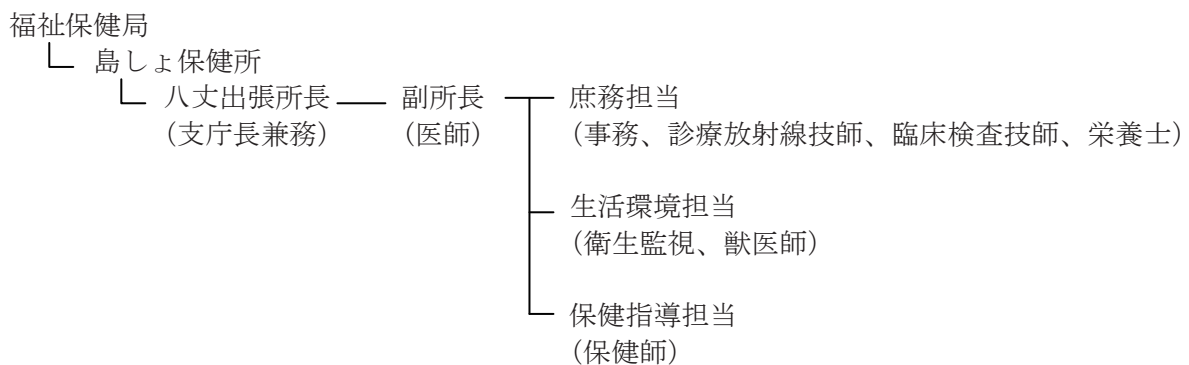 福祉保健局
島しょ保健所
八丈出張所長 副所長 庶務担当
（支庁長兼務） （医師） （事務、診療放射線技師、臨床検査技師、栄養士）
生活環境担当
（衛生監視、獣医師）
保健指導担当
（保健師）